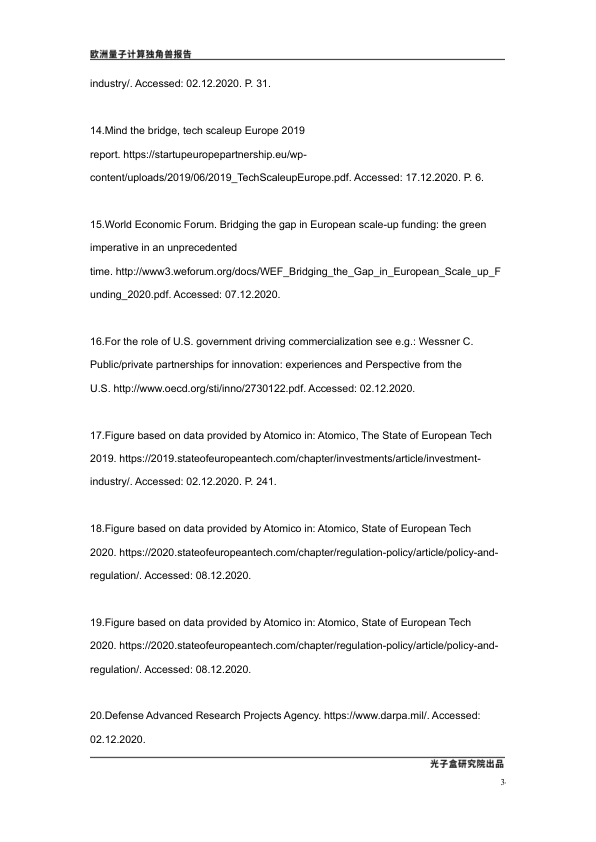 欧洲量子计算独角兽报告
industry/. Accessed: 02.12.2020. P. 31.
14.Mind the bridge, tech scaleup Europe 2019
report. https://startupeuropepartnership.eu/wp-
content/uploads/2019/06/2019_TechScaleupEurope.pdf. Accessed: 17.12.2020. P. 6.
15.World Economic Forum. Bridging the gap in European scale-up funding: the green
imperative in an unprecedented
time. http://www3.weforum.org/docs/WEF_Bridging_the_Gap_in_European_Scale_up_F
unding_2020.pdf. Accessed: 07.12.2020.
16.For the role of U.S. government driving commercialization see e.g.: Wessner C.
Public/private partnerships for innovation: experiences and Perspective from the
U.S. http://www.oecd.org/sti/inno/2730122.pdf. Accessed: 02.12.2020.
17.Figure based on data provided by Atomico in: Atomico, The State of European Tech
2019. https://2019.stateofeuropeantech.com/chapter/investments/article/investment-
industry/. Accessed: 02.12.2020. P. 241.
18.Figure based on data provided by Atomico in: Atomico, State of European Tech
2020. https://2020.stateofeuropeantech.com/chapter/regulation-policy/article/policy-and-
regulation/. Accessed: 08.12.2020.
19.Figure based on data provided by Atomico in: Atomico, State of European Tech
2020. https://2020.stateofeuropeantech.com/chapter/regulation-policy/article/policy-and-
regulation/. Accessed: 08.12.2020.
20.Defense Advanced Research Projects Agency. https://www.darpa.mil/. Accessed:
02.12.2020.
光子盒研究院出品
3